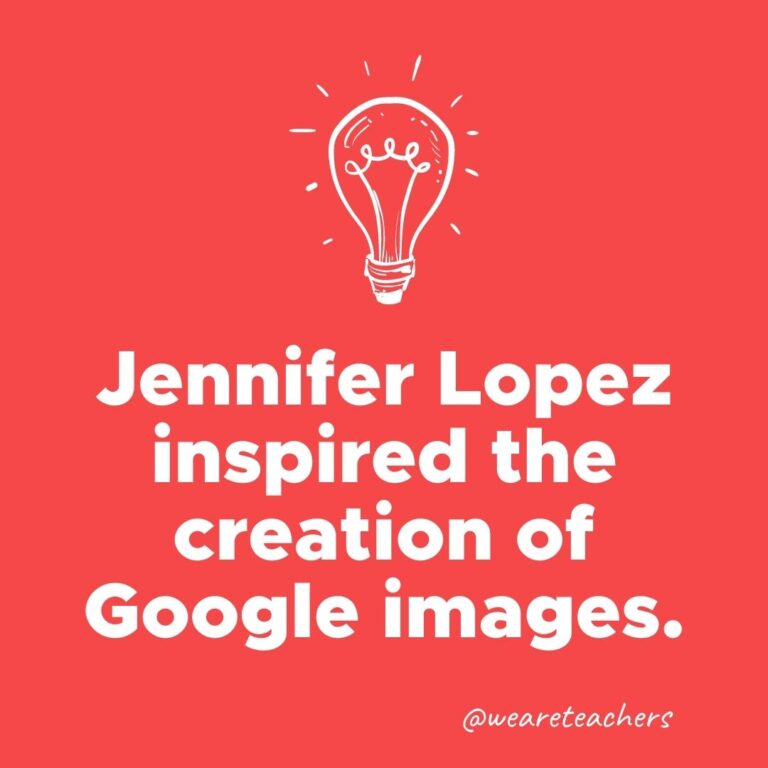 Jennifer Lopez
inspired the
creation of
Google images.
@weareteachers